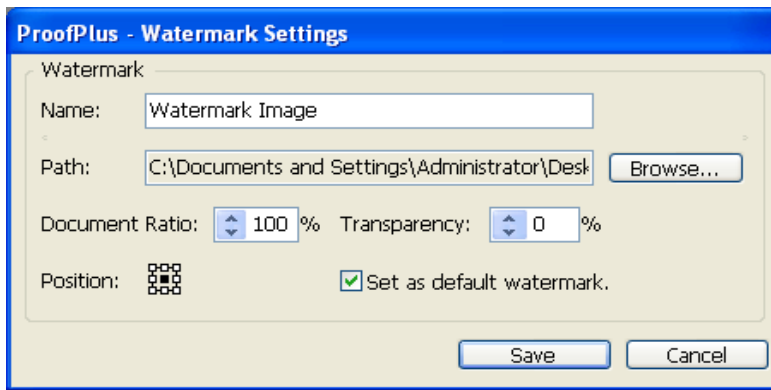 ProofPlus - Watermark Settings
Watermark
Name: Watermark Image
Path: C:\Documents and Settings\Administrator\Desk Browse...
Document Ratio: 100 % Transparency: 0 %
Position: Set as default watermark.
Save Cancel